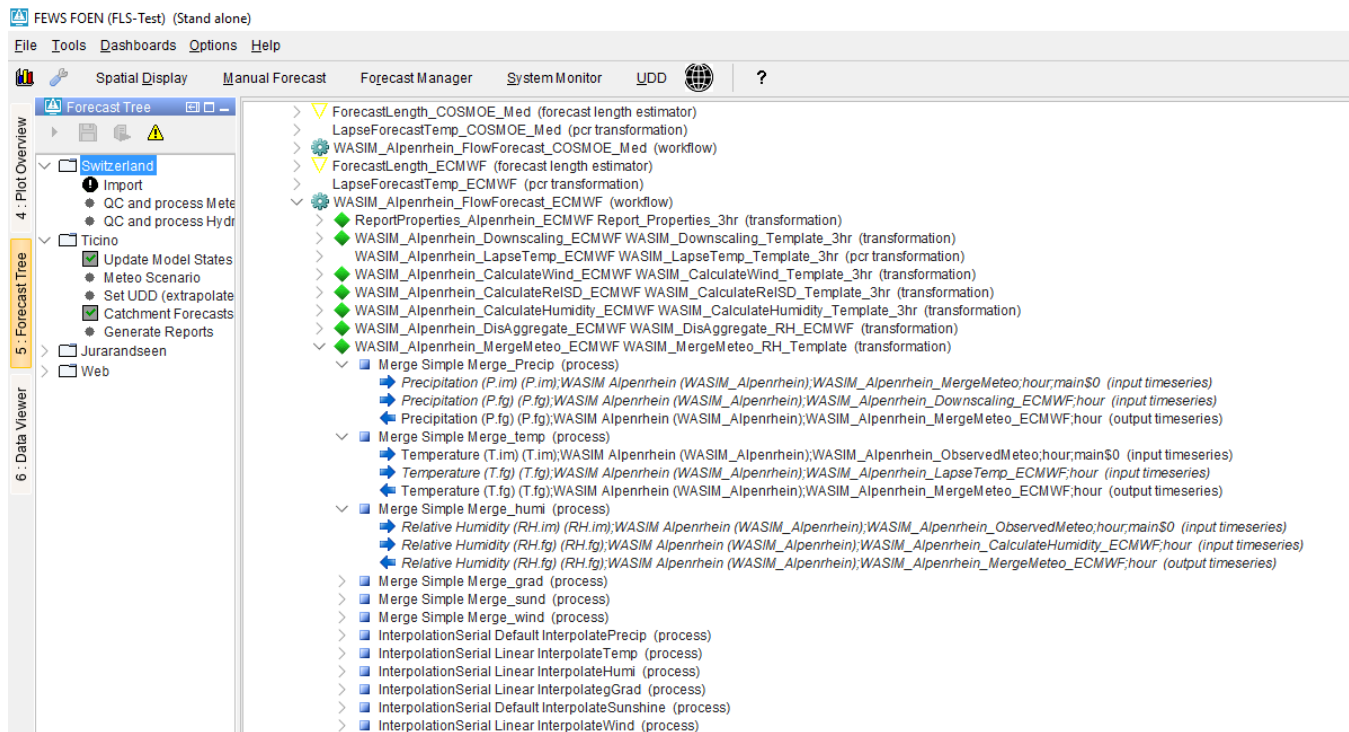 FEWS FOEN (FLS-Test) (Stand alone)
File Tools Dashboards Options Help
Spatial Display Manual Forecast Forecast Manager System Monitor UDD ?
4 : Plot Overview
5 : Forecast Tree
6 : Data Viewer
Forecast Tree
Switzerland
Import
QC and process Mete
QC and process Hydr
Ticino
Update Model States
Meteo Scenario
Set UDD (extrapolate
Catchment Forecasts
Generate Reports
Jurarandseen
Web
ForecastLength_COSMOE_Med (forecast length estimator)
LapseForecastTemp_COSMOE_Med (pcr transformation)
WASIM_Alpenrhein_FlowForecast_COSMOE_Med (workflow)
ForecastLength_ECMWF (forecast length estimator)
LapseForecastTemp_ECMWF (pcr transformation)
WASIM_Alpenrhein_FlowForecast_ECMWF (workflow)
ReportProperties_Alpenrhein_ECMWF Report_Properties_3hr (transformation)
WASIM_Alpenrhein_Downscaling_ECMWF WASIM_Downscaling_Template_3hr (transformation)
WASIM_Alpenrhein_LapseTemp_ECMWF WASIM_LapseTemp_Template_3hr (pcr transformation)
WASIM_Alpenrhein_CalculateWind_ECMWF WASIM_CalculateWind_Template_3hr (transformation)
WASIM_Alpenrhein_CalculateRelSD_ECMWF WASIM_CalculateRelSD_Template_3hr (transformation)
WASIM_Alpenrhein_CalculateHumidity_ECMWF WASIM_CalculateHumidity_Template_3hr (transformation)
WASIM_Alpenrhein_DisAggregate_ECMWF WASIM_DisAggregate_RH_ECMWF (transformation)
WASIM_Alpenrhein_MergeMeteo_ECMWF WASIM_MergeMeteo_RH_Template (transformation)
Merge Simple Merge_Precip (process)
Precipitation (P.im) (P.im);WASIM Alpenrhein (WASIM_Alpenrhein);WASIM_Alpenrhein_MergeMeteo;hour;main$0 (input timeseries)
Precipitation (P.fg) (P.fg);WASIM Alpenrhein (WASIM_Alpenrhein);WASIM_Alpenrhein_Downscaling_ECMWF;hour (input timeseries)
Precipitation (P.fg) (P.fg);WASIM Alpenrhein (WASIM_Alpenrhein);WASIM_Alpenrhein_MergeMeteo_ECMWF;hour (output timeseries)
Merge Simple Merge_temp (process)
Temperature (T.im) (T.im);WASIM Alpenrhein (WASIM_Alpenrhein);WASIM_Alpenrhein_ObservedMeteo;hour;main$0 (input timeseries)
Temperature (T.fg) (T.fg);WASIM Alpenrhein (WASIM_Alpenrhein);WASIM_Alpenrhein_LapseTemp_ECMWF;hour (input timeseries)
Temperature (T.fg) (T.fg);WASIM Alpenrhein (WASIM_Alpenrhein);WASIM_Alpenrhein_MergeMeteo_ECMWF;hour (output timeseries)
Merge Simple Merge_humi (process)
Relative Humidity (RH.im) (RH.im);WASIM Alpenrhein (WASIM_Alpenrhein);WASIM_Alpenrhein_ObservedMeteo;hour;main$0 (input timeseries)
Relative Humidity (RH.fg) (RH.fg);WASIM Alpenrhein (WASIM_Alpenrhein);WASIM_Alpenrhein_CalculateHumidity_ECMWF;hour (input timeseries)
Relative Humidity (RH.fg) (RH.fg);WASIM Alpenrhein (WASIM_Alpenrhein);WASIM_Alpenrhein_MergeMeteo_ECMWF;hour (output timeseries)
Merge Simple Merge_grad (process)
Merge Simple Merge_sund (process)
Merge Simple Merge_wind (process)
InterpolationSerial Default InterpolatePrecip (process)
InterpolationSerial Linear InterpolateTemp (process)
InterpolationSerial Linear InterpolateHumi (process)
InterpolationSerial Linear InterpolategGrad (process)
InterpolationSerial Default InterpolateSunshine (process)
InterpolationSerial Linear InterpolateWind (process)